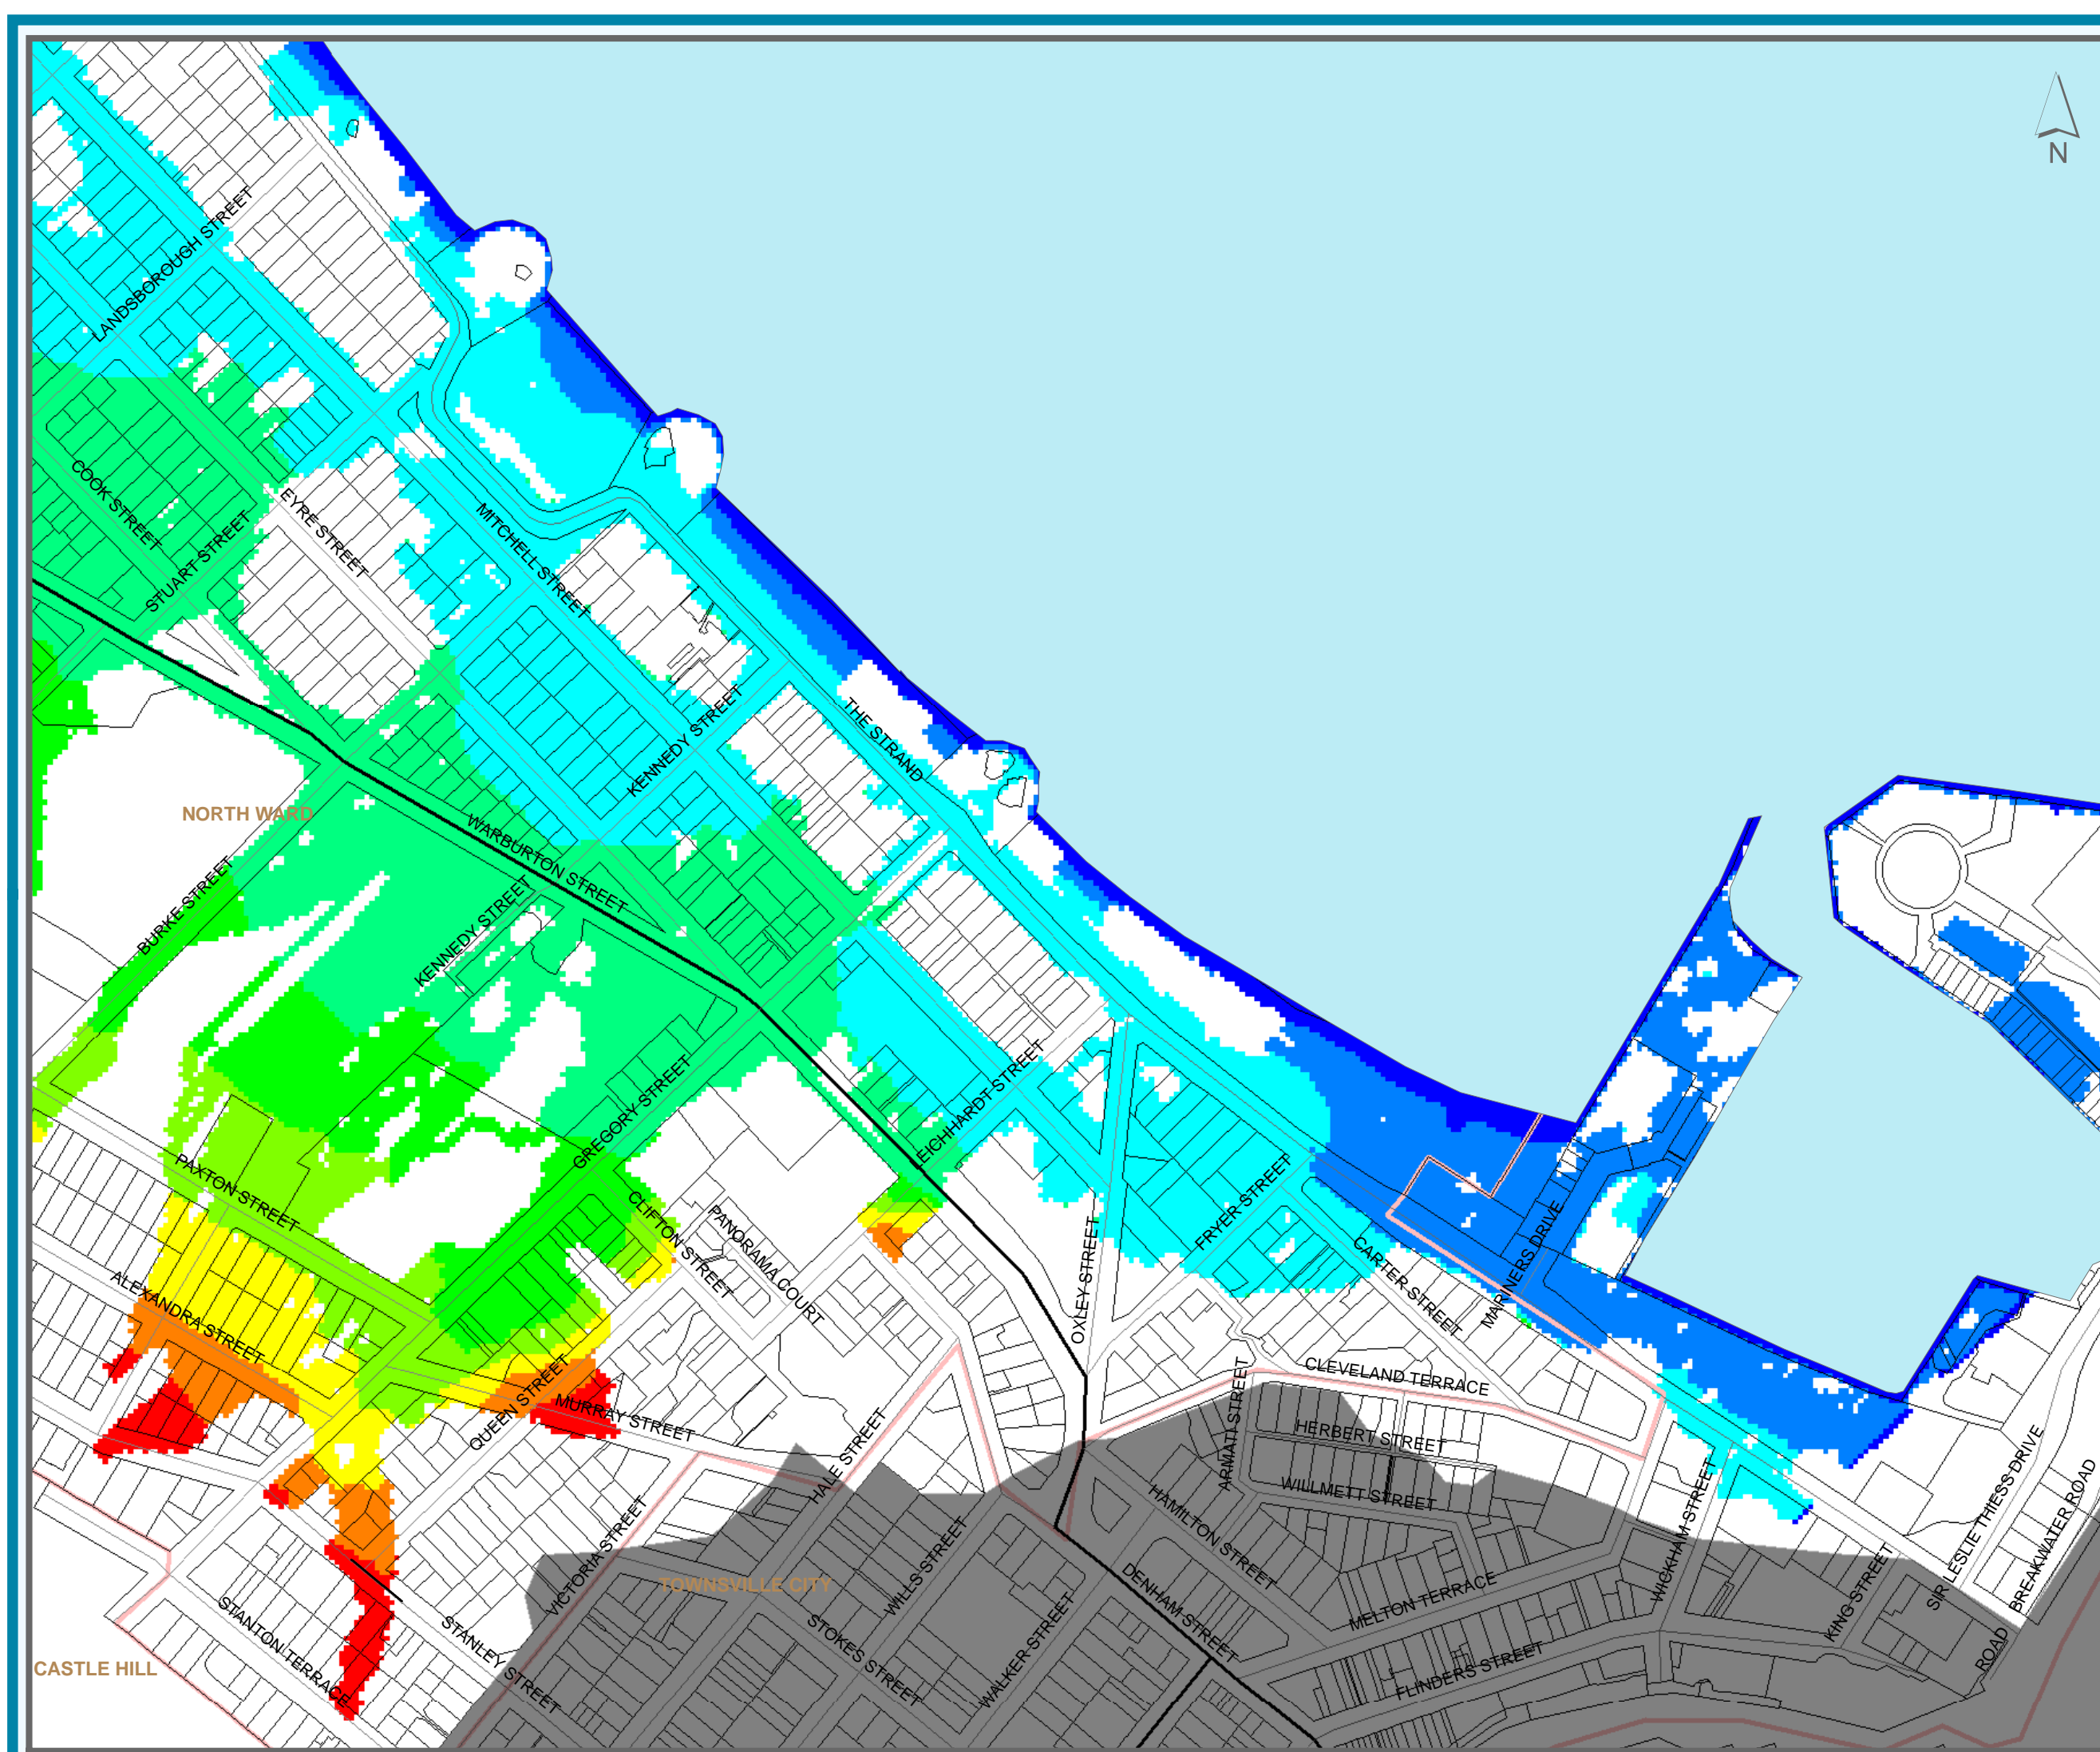 N
LANDSBOROUGH STREET
COOK STREET
EYRE STREET
STUART STREET
MITCHELL STREET
KENNEDY STREET
THE STRAND
NORTH WARD
WARBURTON STREET
BURKE STREET
KENNEDY STREET
LEICHHARDT STREET
GREGORY STREET
PAXTON STREET
CLIFTON STREET
PANORAMA COURT
OXLEY STREET
FRYER STREET
CARTER STREET
MARINERS DRIVE
ALEXANDRA STREET
QUEEN STREET
MURRAY STREET
HALE STREET
CLEVELAND TERRACE
ARMATI STREET
HERBERT STREET
WILLMETT STREET
HAMILTON STREET
WICKHAM STREET
SIR LESLIE THIESS DRIVE
BREAKWATER ROAD
VICTORIA STREET
TOWNSVILLE CITY
WILLS STREET
DENHAM STREET
MELTON TERRACE
KING STREET
STANTON TERRACE
STANLEY STREET
STOKES STREET
WALKER STREET
FLINDERS STREET
ROAD
CASTLE HILL